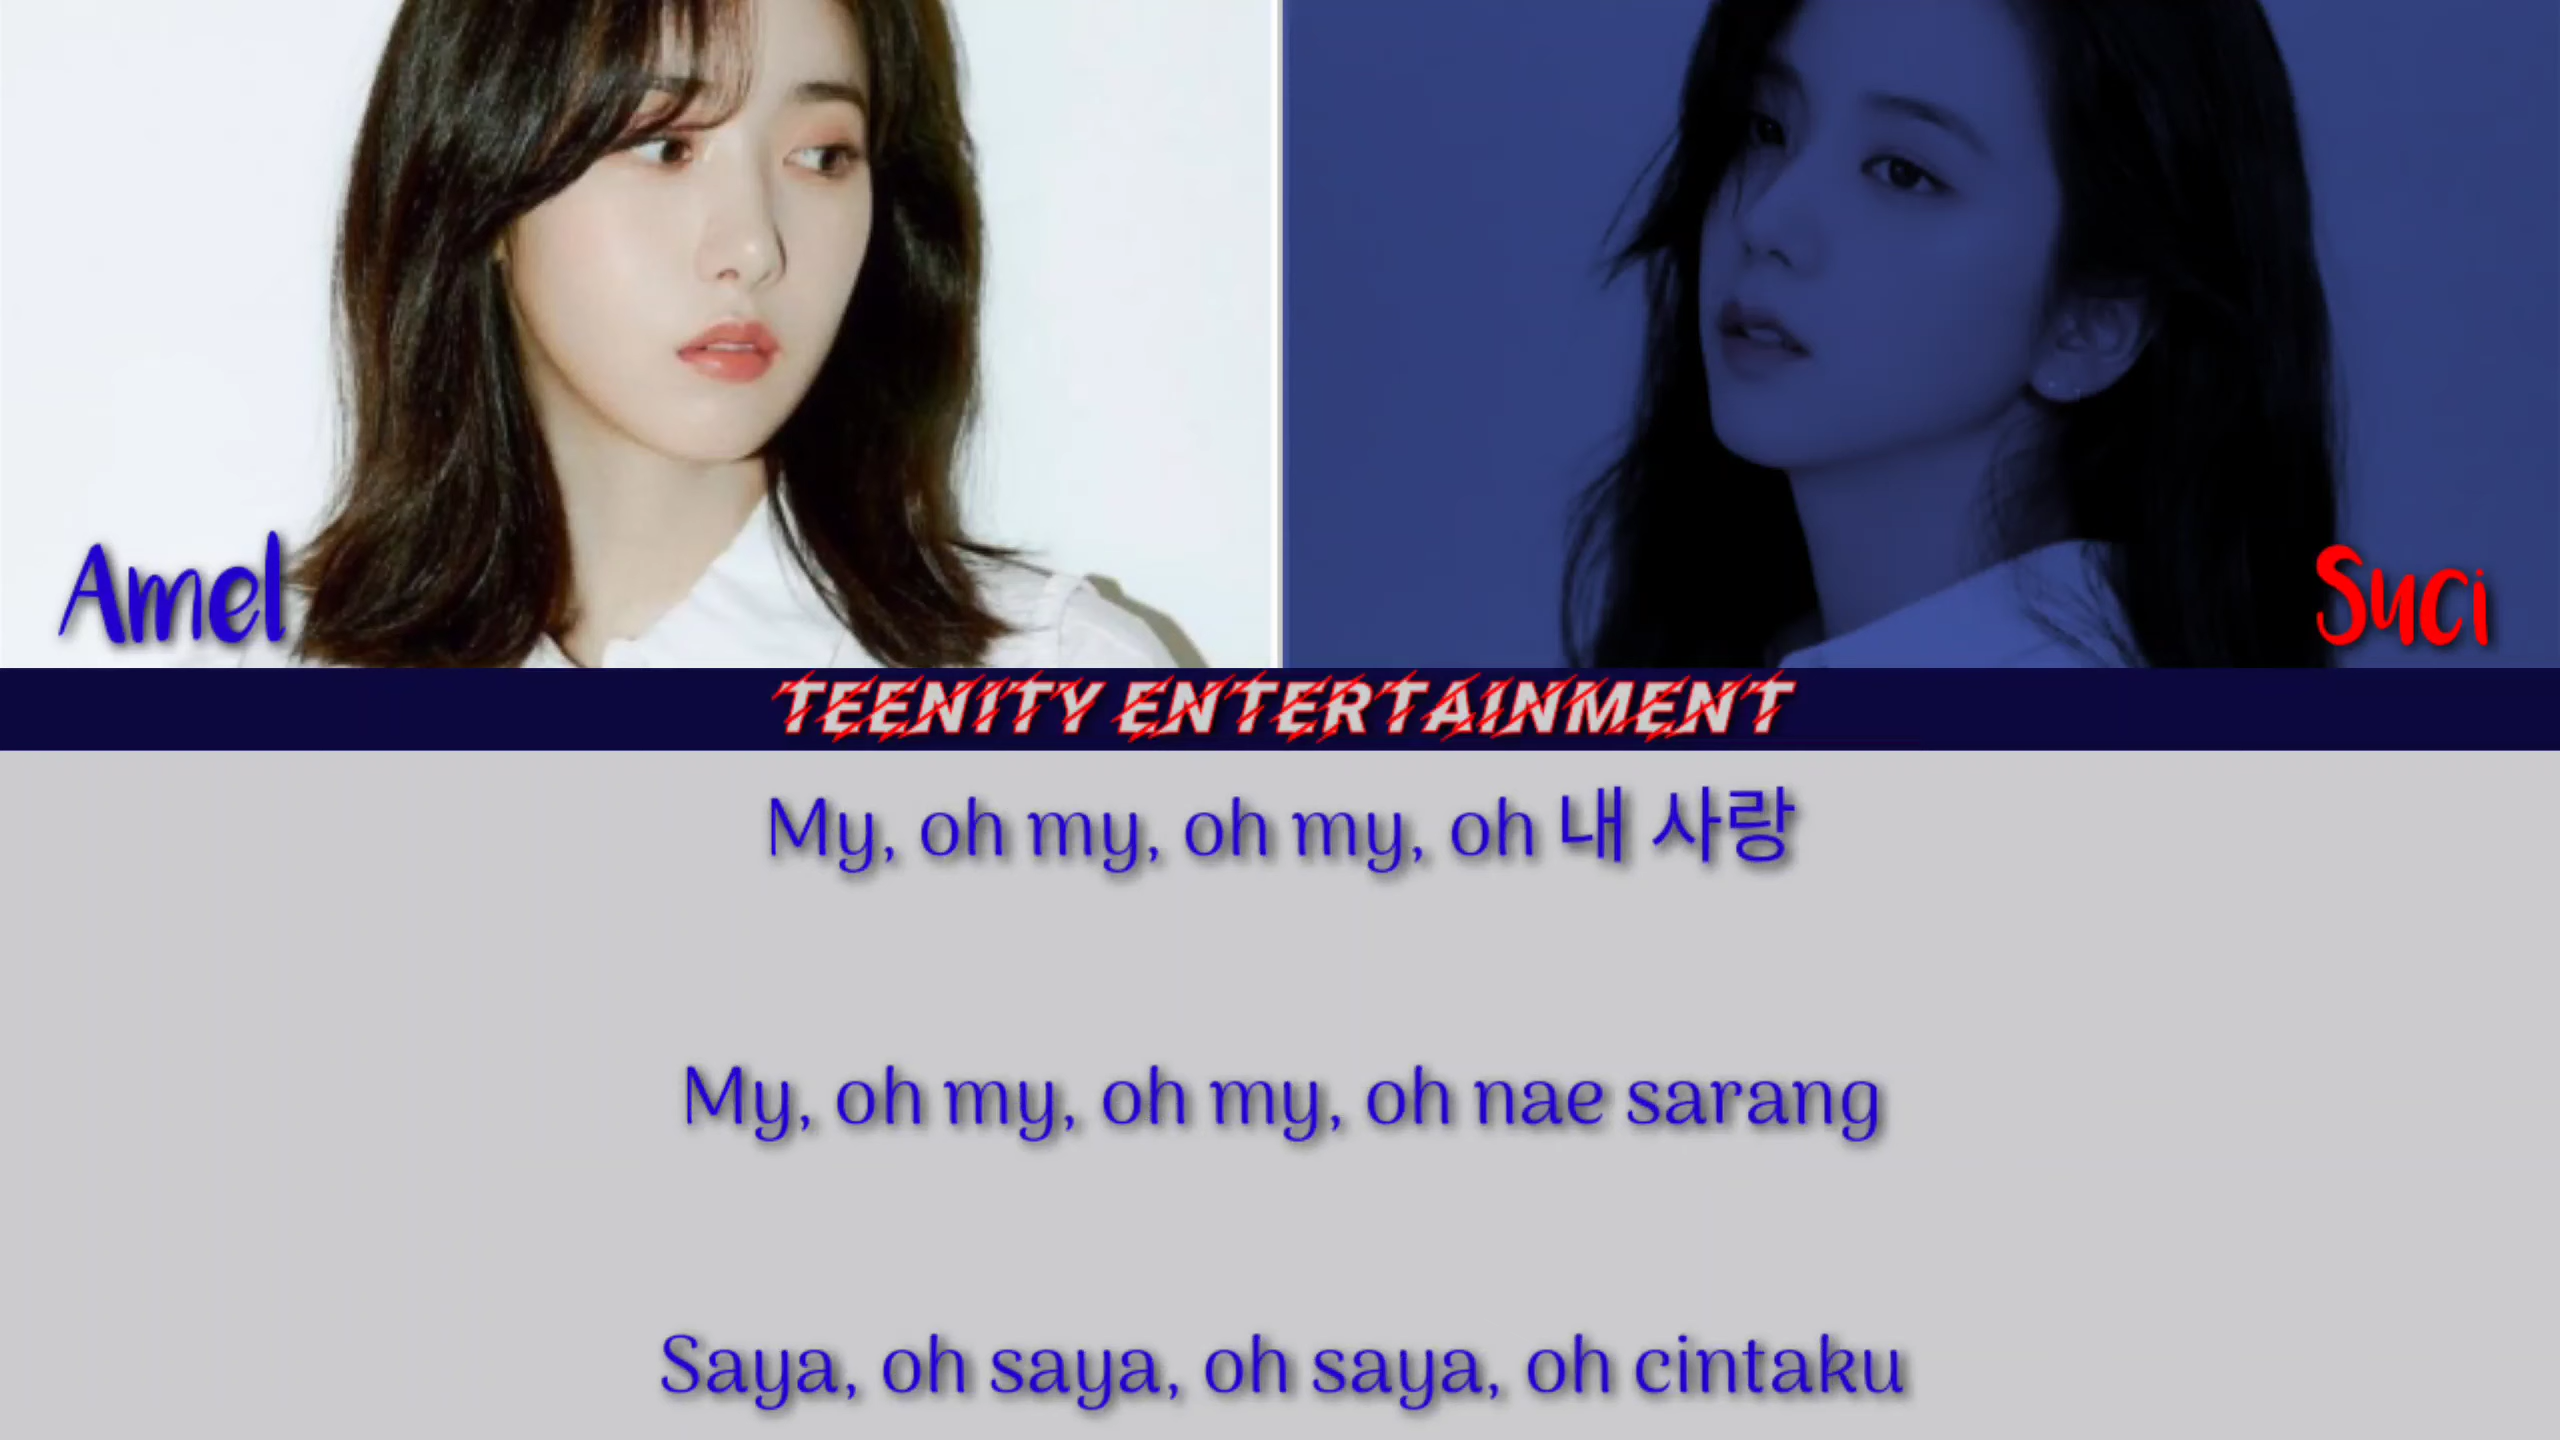 Amel
Suci
TEENITY ENTERTAINMENT
My, oh my, oh my, oh 내 사랑
My, oh my, oh my, oh nae sarang
Saya, oh saya, oh saya, oh cintaku